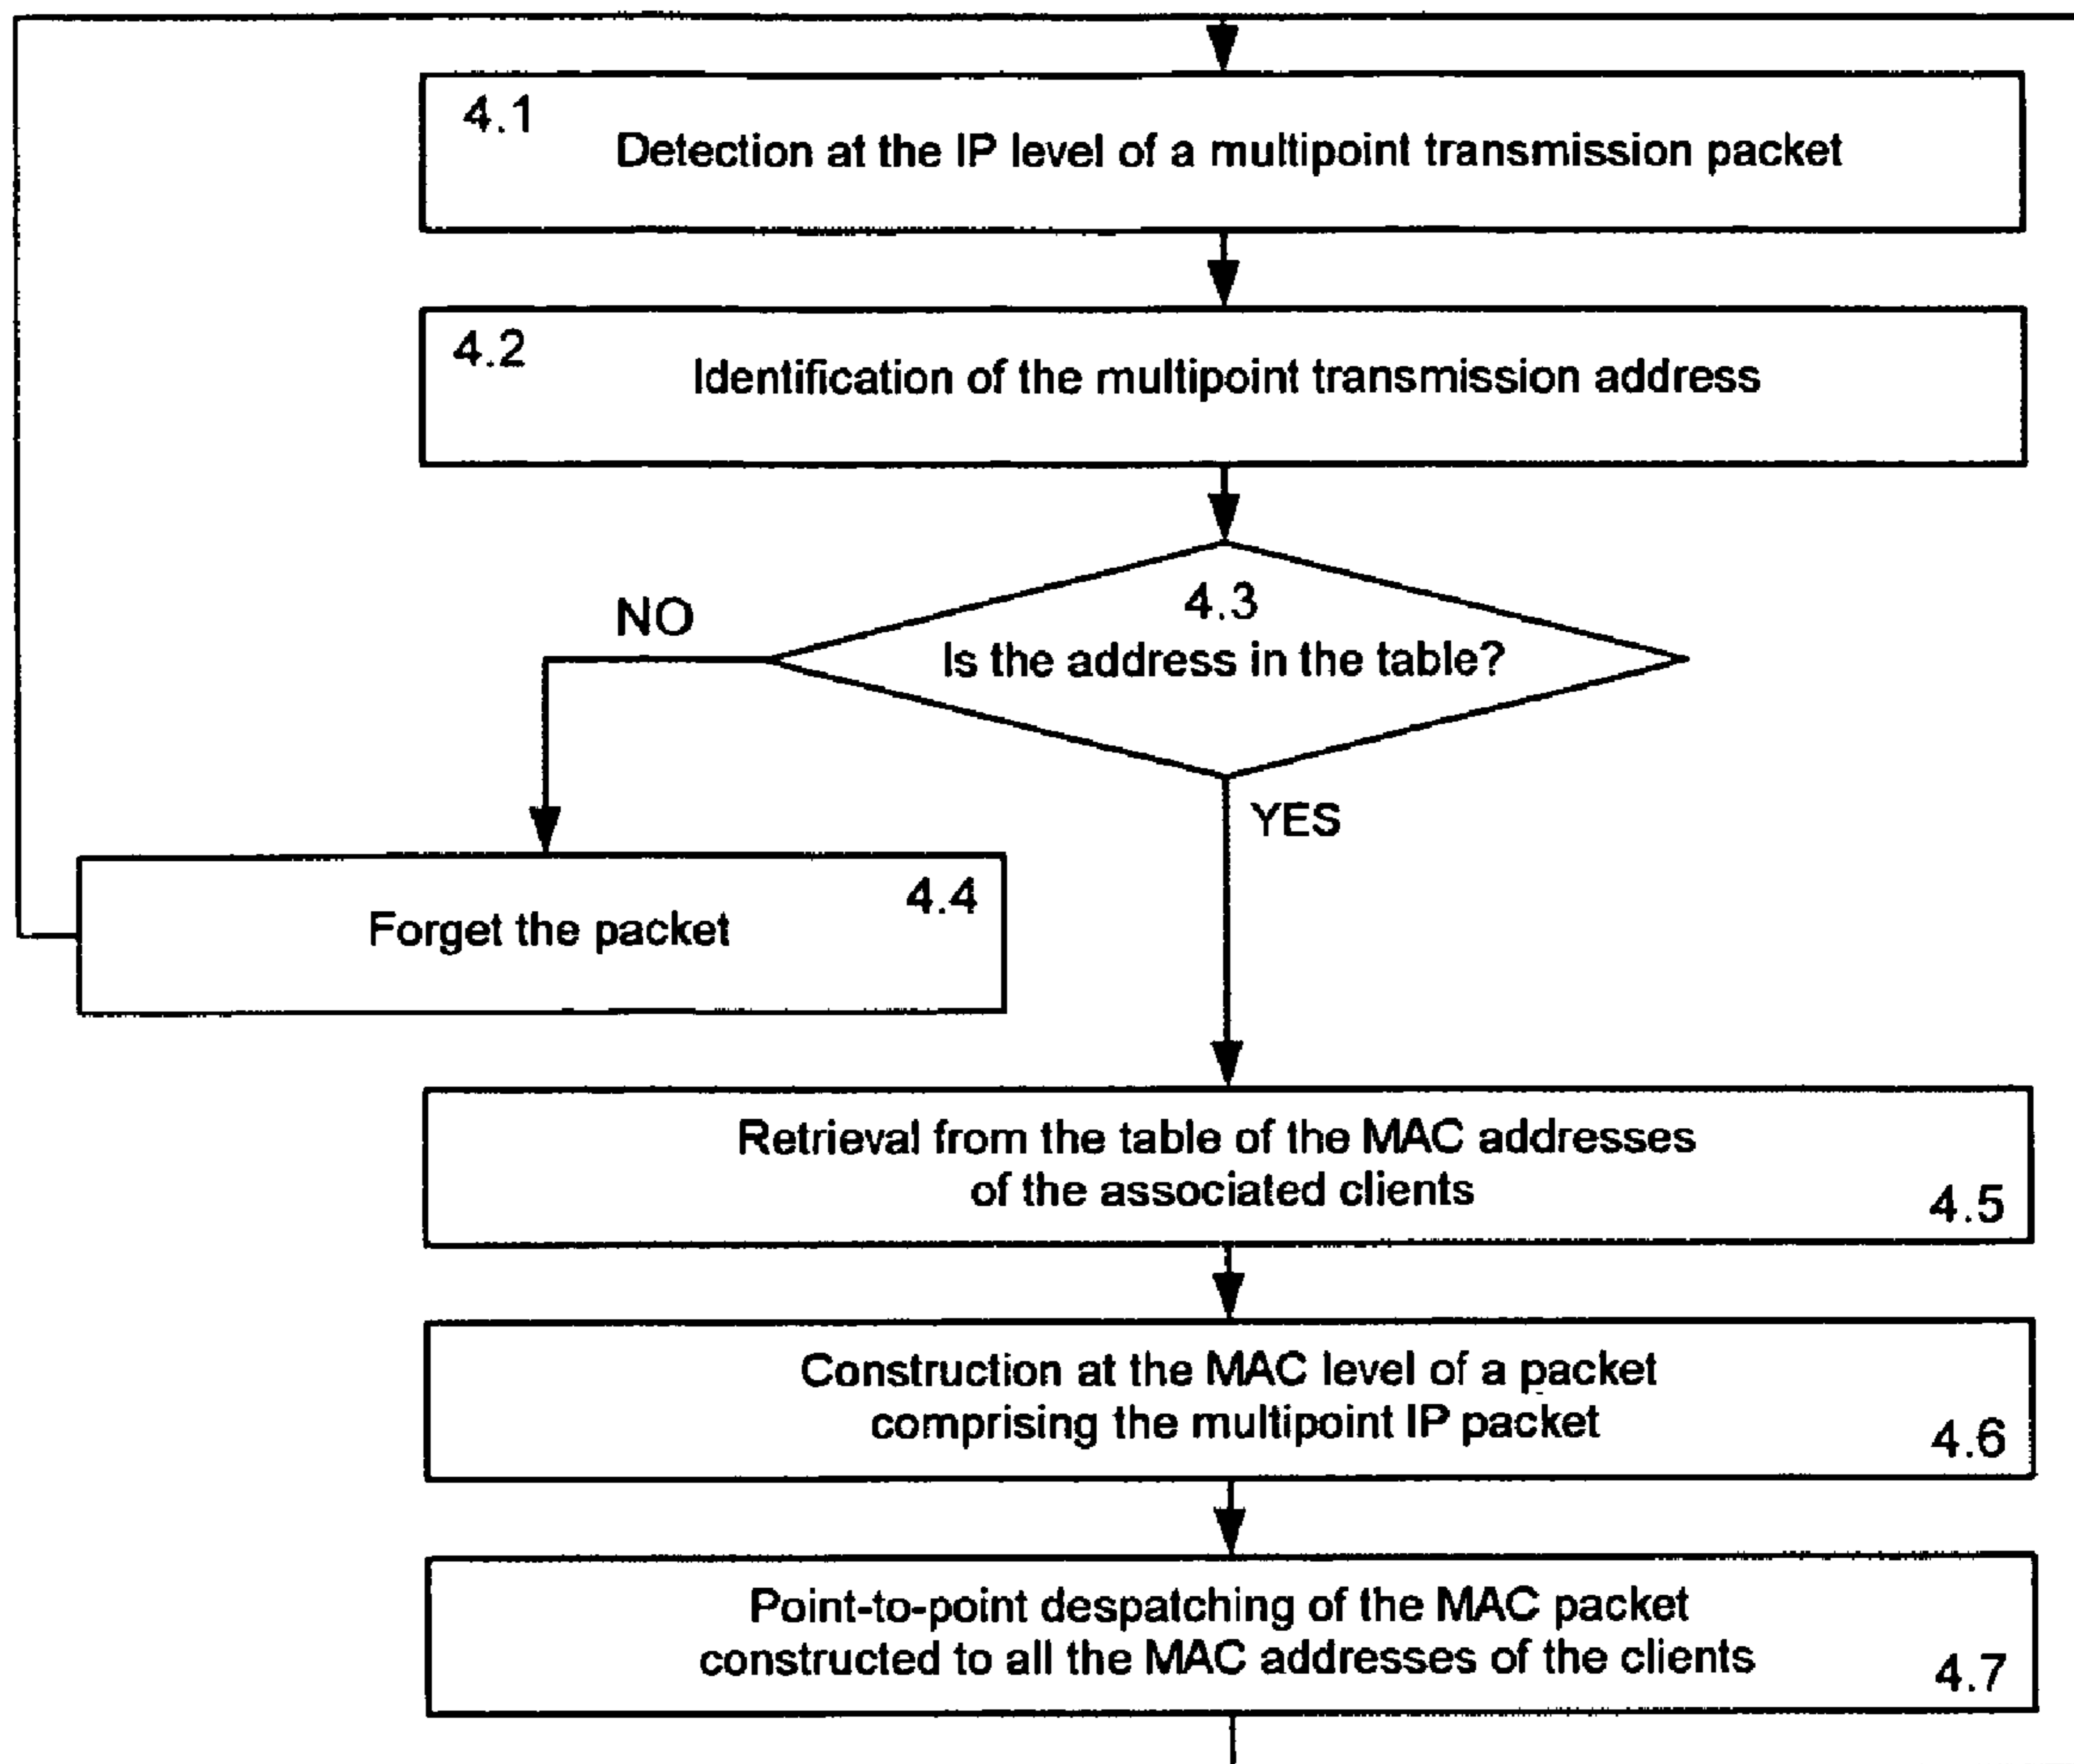 4.1
Detection at the IP level of a multipoint transmission packet
4.2
Identification of the multipoint transmission address
4.3
Is the address in the table?
NO
YES
4.4
Forget the packet
Retrieval from the table of the MAC addresses
of the associated clients
4.5
Construction at the MAC level of a packet
comprising the multipoint IP packet
4.6
Point-to-point despatching of the MAC packet
constructed to all the MAC addresses of the clients
4.7